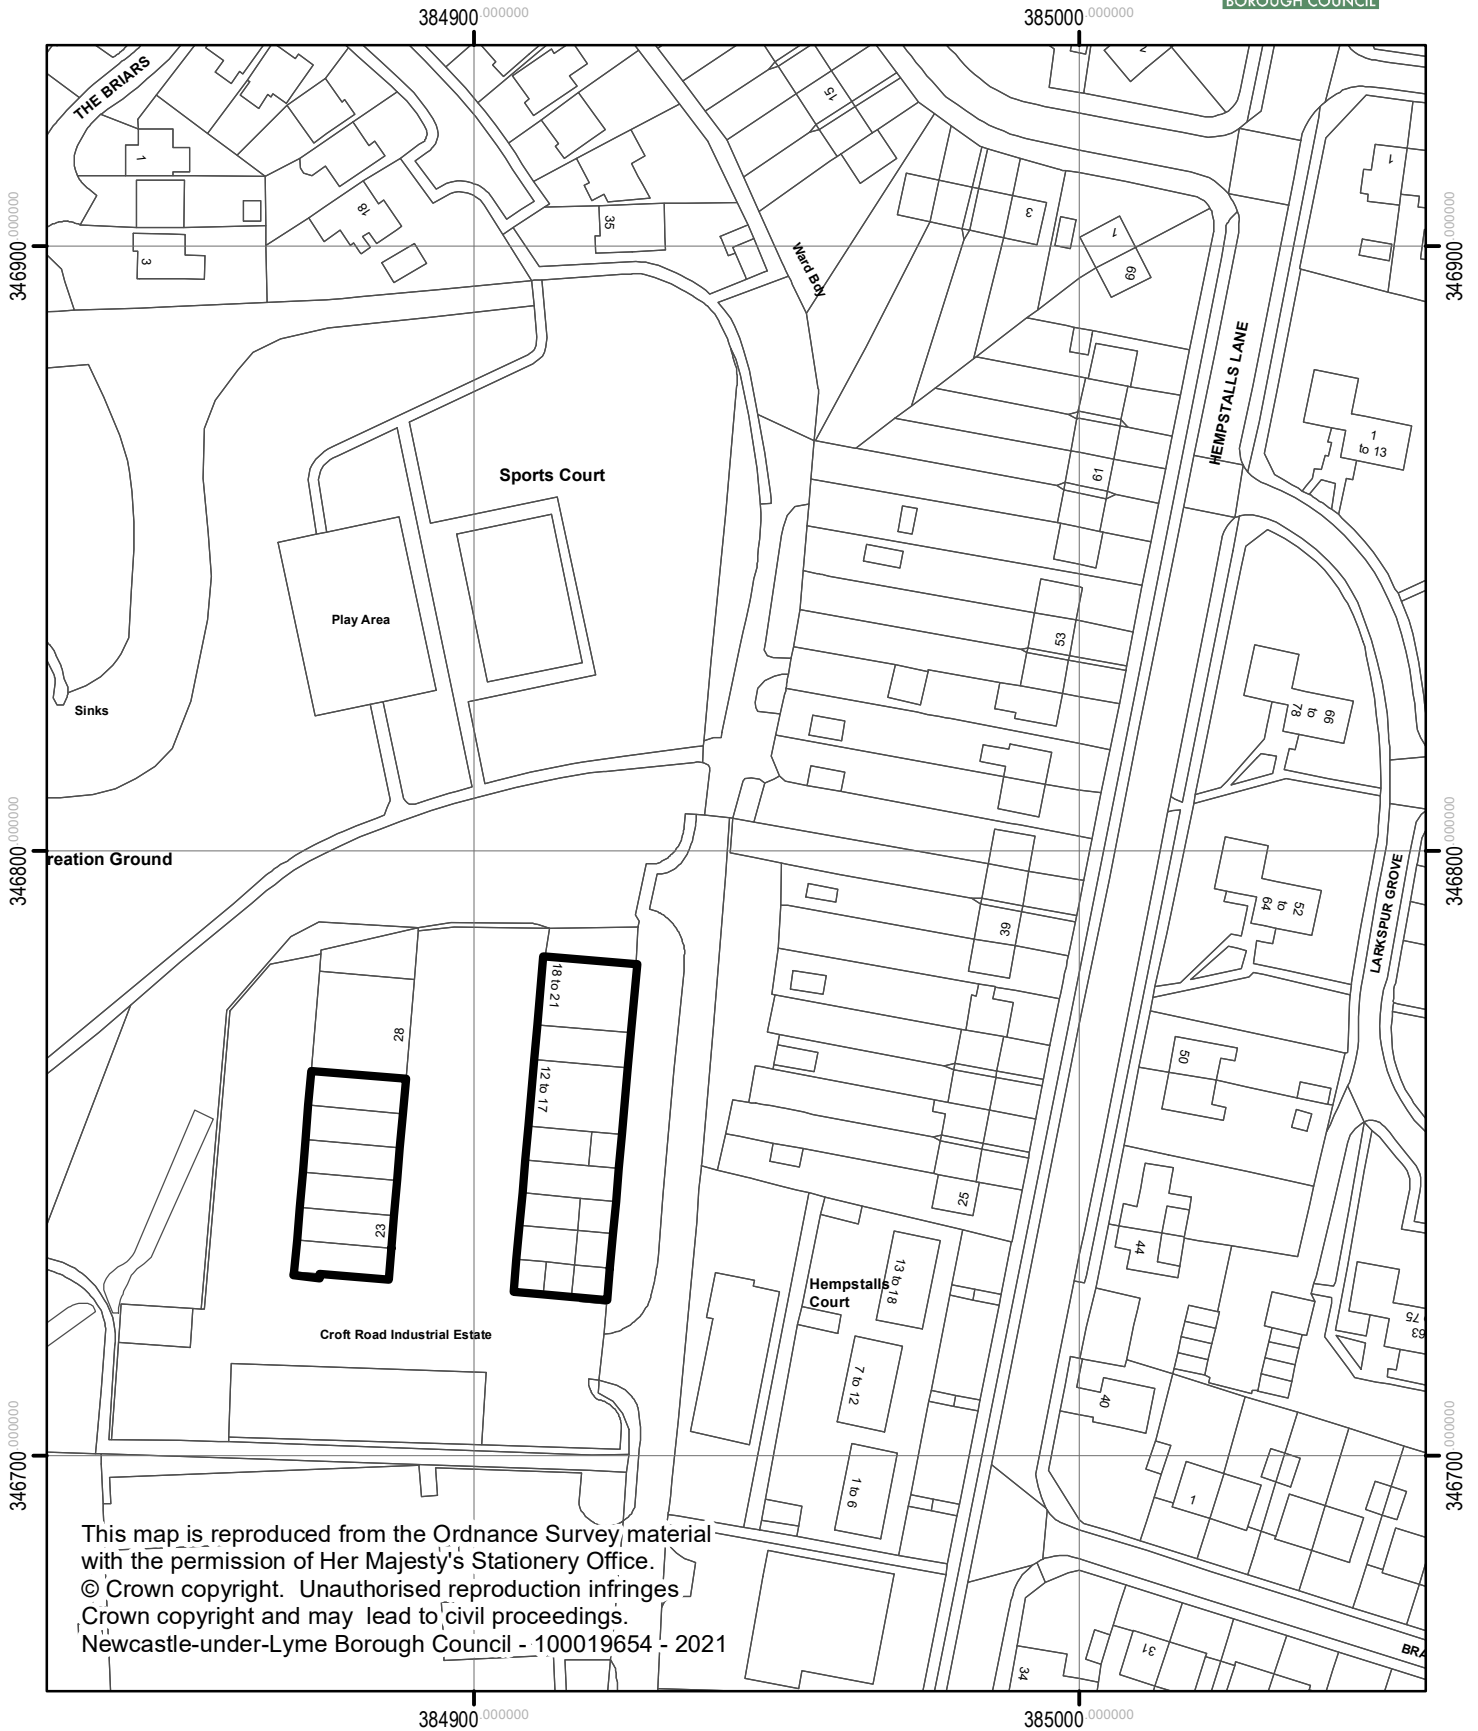 BOROUGH COUNCIL
384900.000000
385000.000000
THE BRIARS
15
2
1
1
18
35
3
3
1
69
346900.000000
346900.000000
Ward Bdy
HEMPSTALLS LANE
1
to 13
Sports Court
61
Play Area
53
Sinks
66
to
78
346800.000000
346800.000000
reation Ground
39
52
to
64
LARKSPUR GROVE
18 to 21
28
12 to 17
50
23
25
44
13 to 18
Hempstalls
Court
Croft Road Industrial Estate
63
75
7 to 12
40
346700.000000
346700.000000
1 to 6
1
This map is reproduced from the Ordnance Survey material
with the permission of Her Majesty's Stationery Office.
© Crown copyright. Unauthorised reproduction infringes
Crown copyright and may lead to civil proceedings.
Newcastle-under-Lyme Borough Council - 100019654 - 2021
34
31
BRA
384900.000000
385000.000000